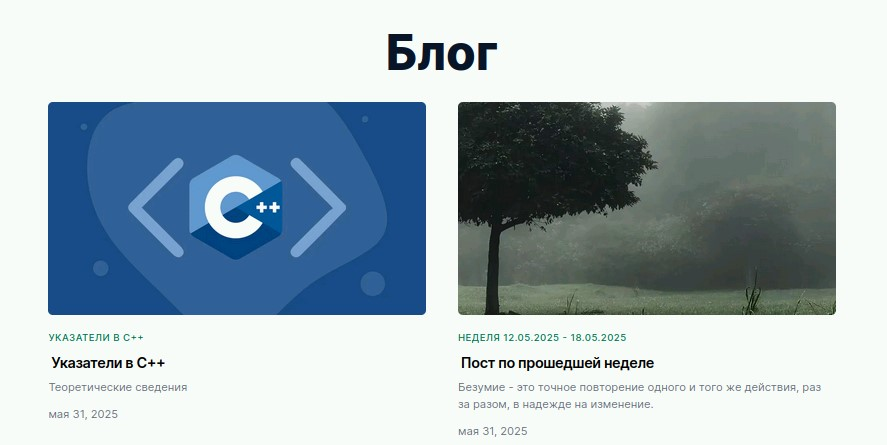 Блог
C++
УКАЗАТЕЛИ В С++
Указатели в С++
Теоретические сведения
мая 31, 2025
НЕДЕЛЯ 12.05.2025 - 18.05.2025
Пост по прошедшей неделе
Безумие - это точное повторение одного и того же действия, раз
за разом, в надежде на изменение.
мая 31, 2025